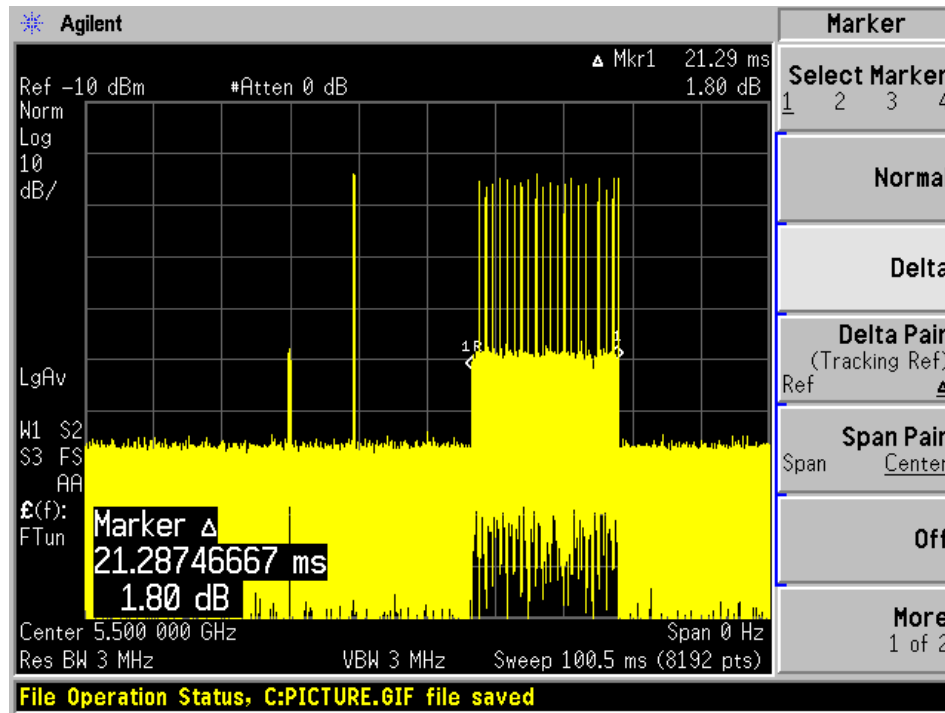 Agilent
Marker
Δ Mkr1 21.29 ms
Ref −10 dBm #Atten 0 dB 1.80 dB
Norm
Log
10
dB/
1R
1
LgAv
W1 S2
S3 FS
AA
£(f):
FTun
Marker Δ
21.28746667 ms
1.80 dB
Center 5.500 000 GHz Span 0 Hz
Res BW 3 MHz VBW 3 MHz Sweep 100.5 ms (8192 pts)
File Operation Status, C:PICTURE.GIF file saved
Select Marker
1 2 3 4
Norma
Delta
Delta Pair
(Tracking Ref)
Ref Δ
Span Pair
Span Center
Off
More
1 of 2